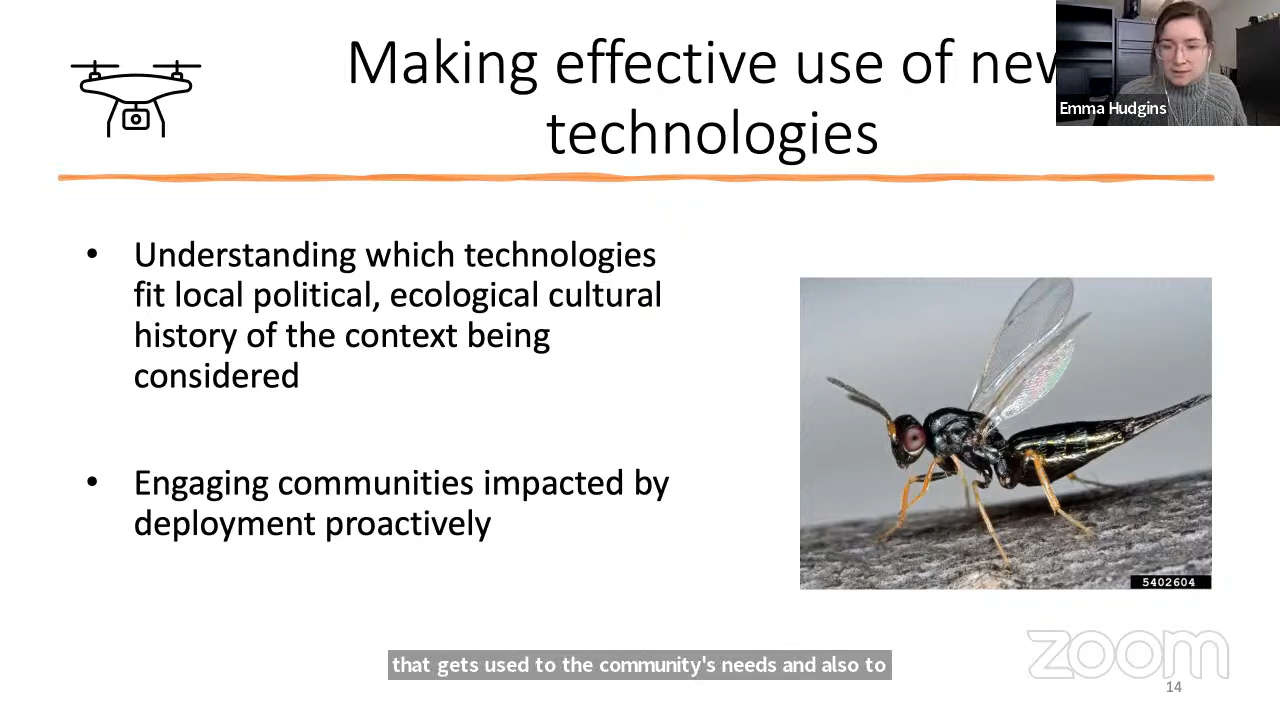 Making effective use of new
technologies
Emma Hudgins
• Understanding which technologies
fit local political, ecological cultural
history of the context being
considered
• Engaging communities impacted by
deployment proactively
5402604
that gets used to the community's needs and also to
zoom
14